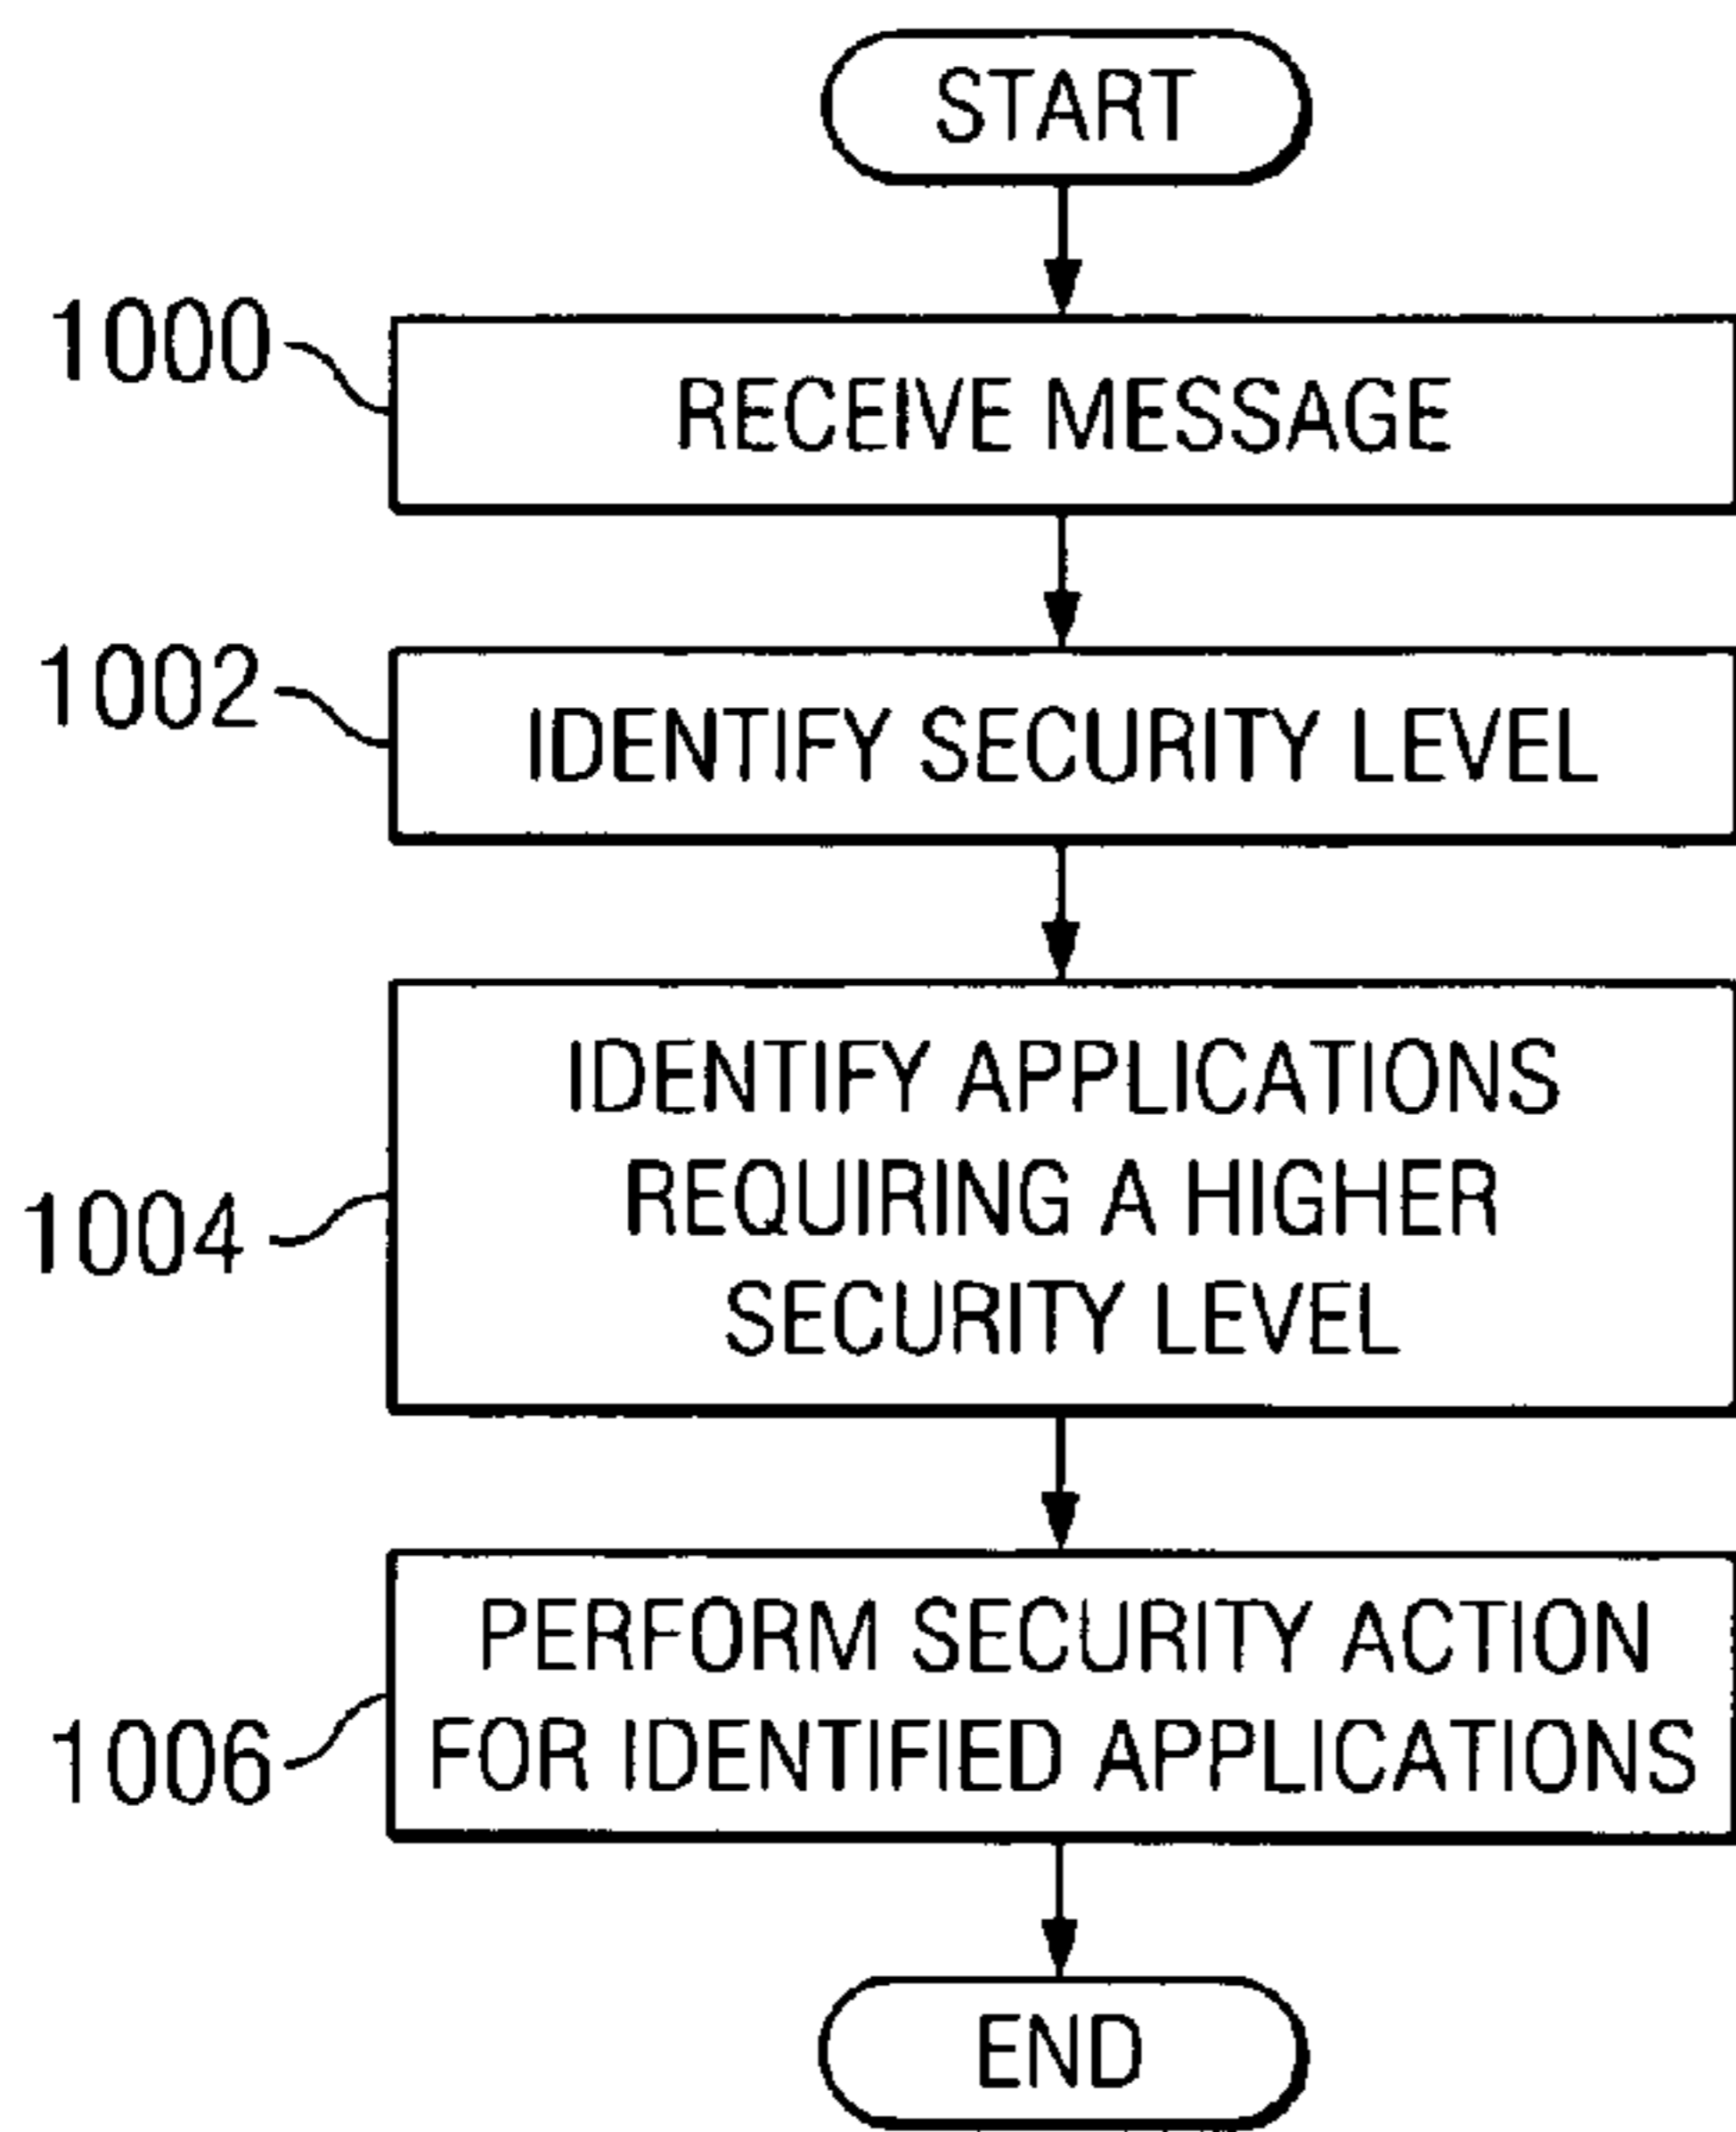 START
1000
RECEIVE MESSAGE
1002
IDENTIFY SECURITY LEVEL
IDENTIFY APPLICATIONS
REQUIRING A HIGHER
SECURITY LEVEL
1004
PERFORM SECURITY ACTION
FOR IDENTIFIED APPLICATIONS
1006
END